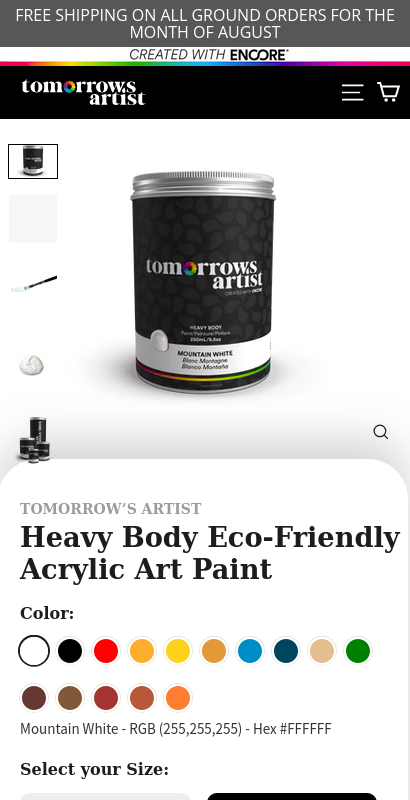 FREE SHIPPING ON ALL GROUND ORDERS FOR THE
MONTH OF AUGUST
CREATED WITH ENCORE
tomorrows
artist
tomorrows
artist
CREATED WITH ENCORE
HEAVY BODY
Paint/Peinture/Pintura
250mL/8.5oz
MOUNTAIN WHITE
Blanc Montagne
Blanco Montaña
TOMORROW’S ARTIST
Heavy Body Eco-Friendly
Acrylic Art Paint
Color:
Mountain White - RGB (255,255,255) - Hex #FFFFFF
Select your Size: